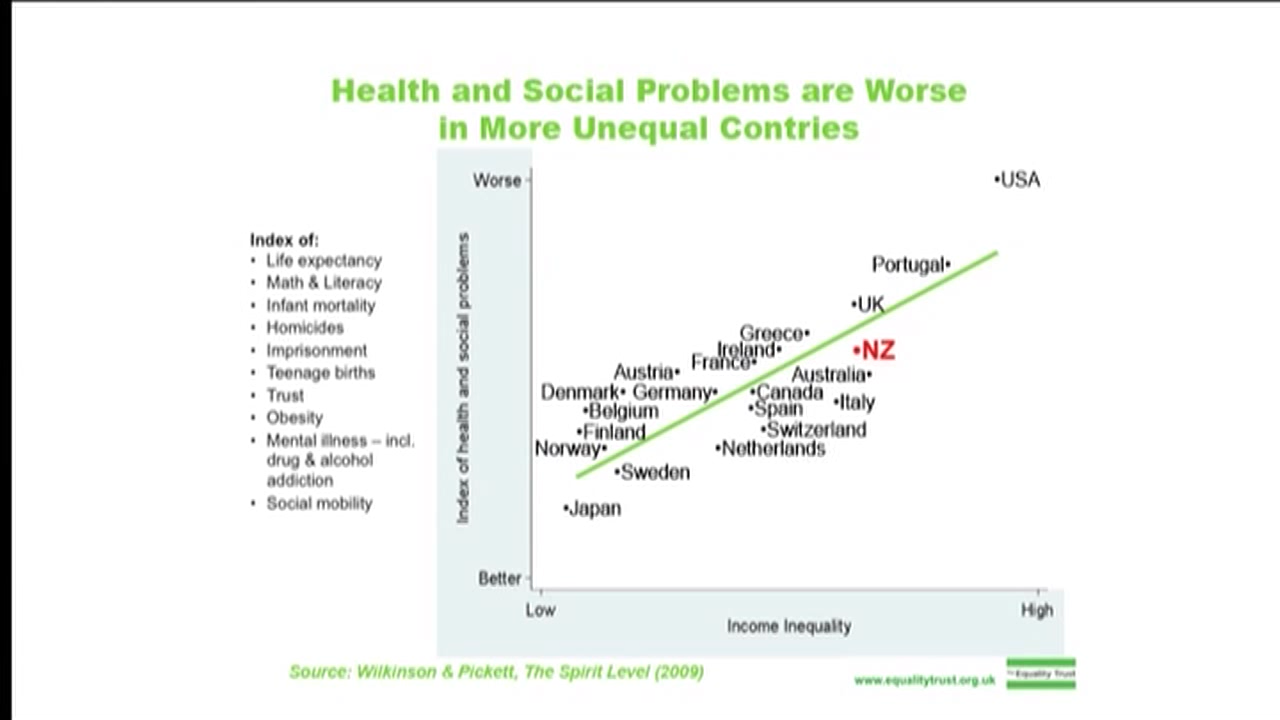 Health and Social Problems are Worse
in More Unequal Contries
Worse
•USA
Index of:
• Life expectancy
• Math & Literacy
• Infant mortality
• Homicides
• Imprisonment
• Teenage births
• Trust
• Obesity
• Mental illness – incl.
drug & alcohol
addiction
• Social mobility
Index of health and social problems
Portugal•
•UK
Greece•
Ireland•
•NZ
France•
Austria•
Australia•
Denmark•
Germany•
•Canada
•Italy
•Belgium
•Spain
•Finland
•Switzerland
Norway•
•Netherlands
•Sweden
•Japan
Better
Low
High
Income Inequality
Source: Wilkinson & Pickett, The Spirit Level (2009)
www.equalitytrust.org.uk
The Equality Trust